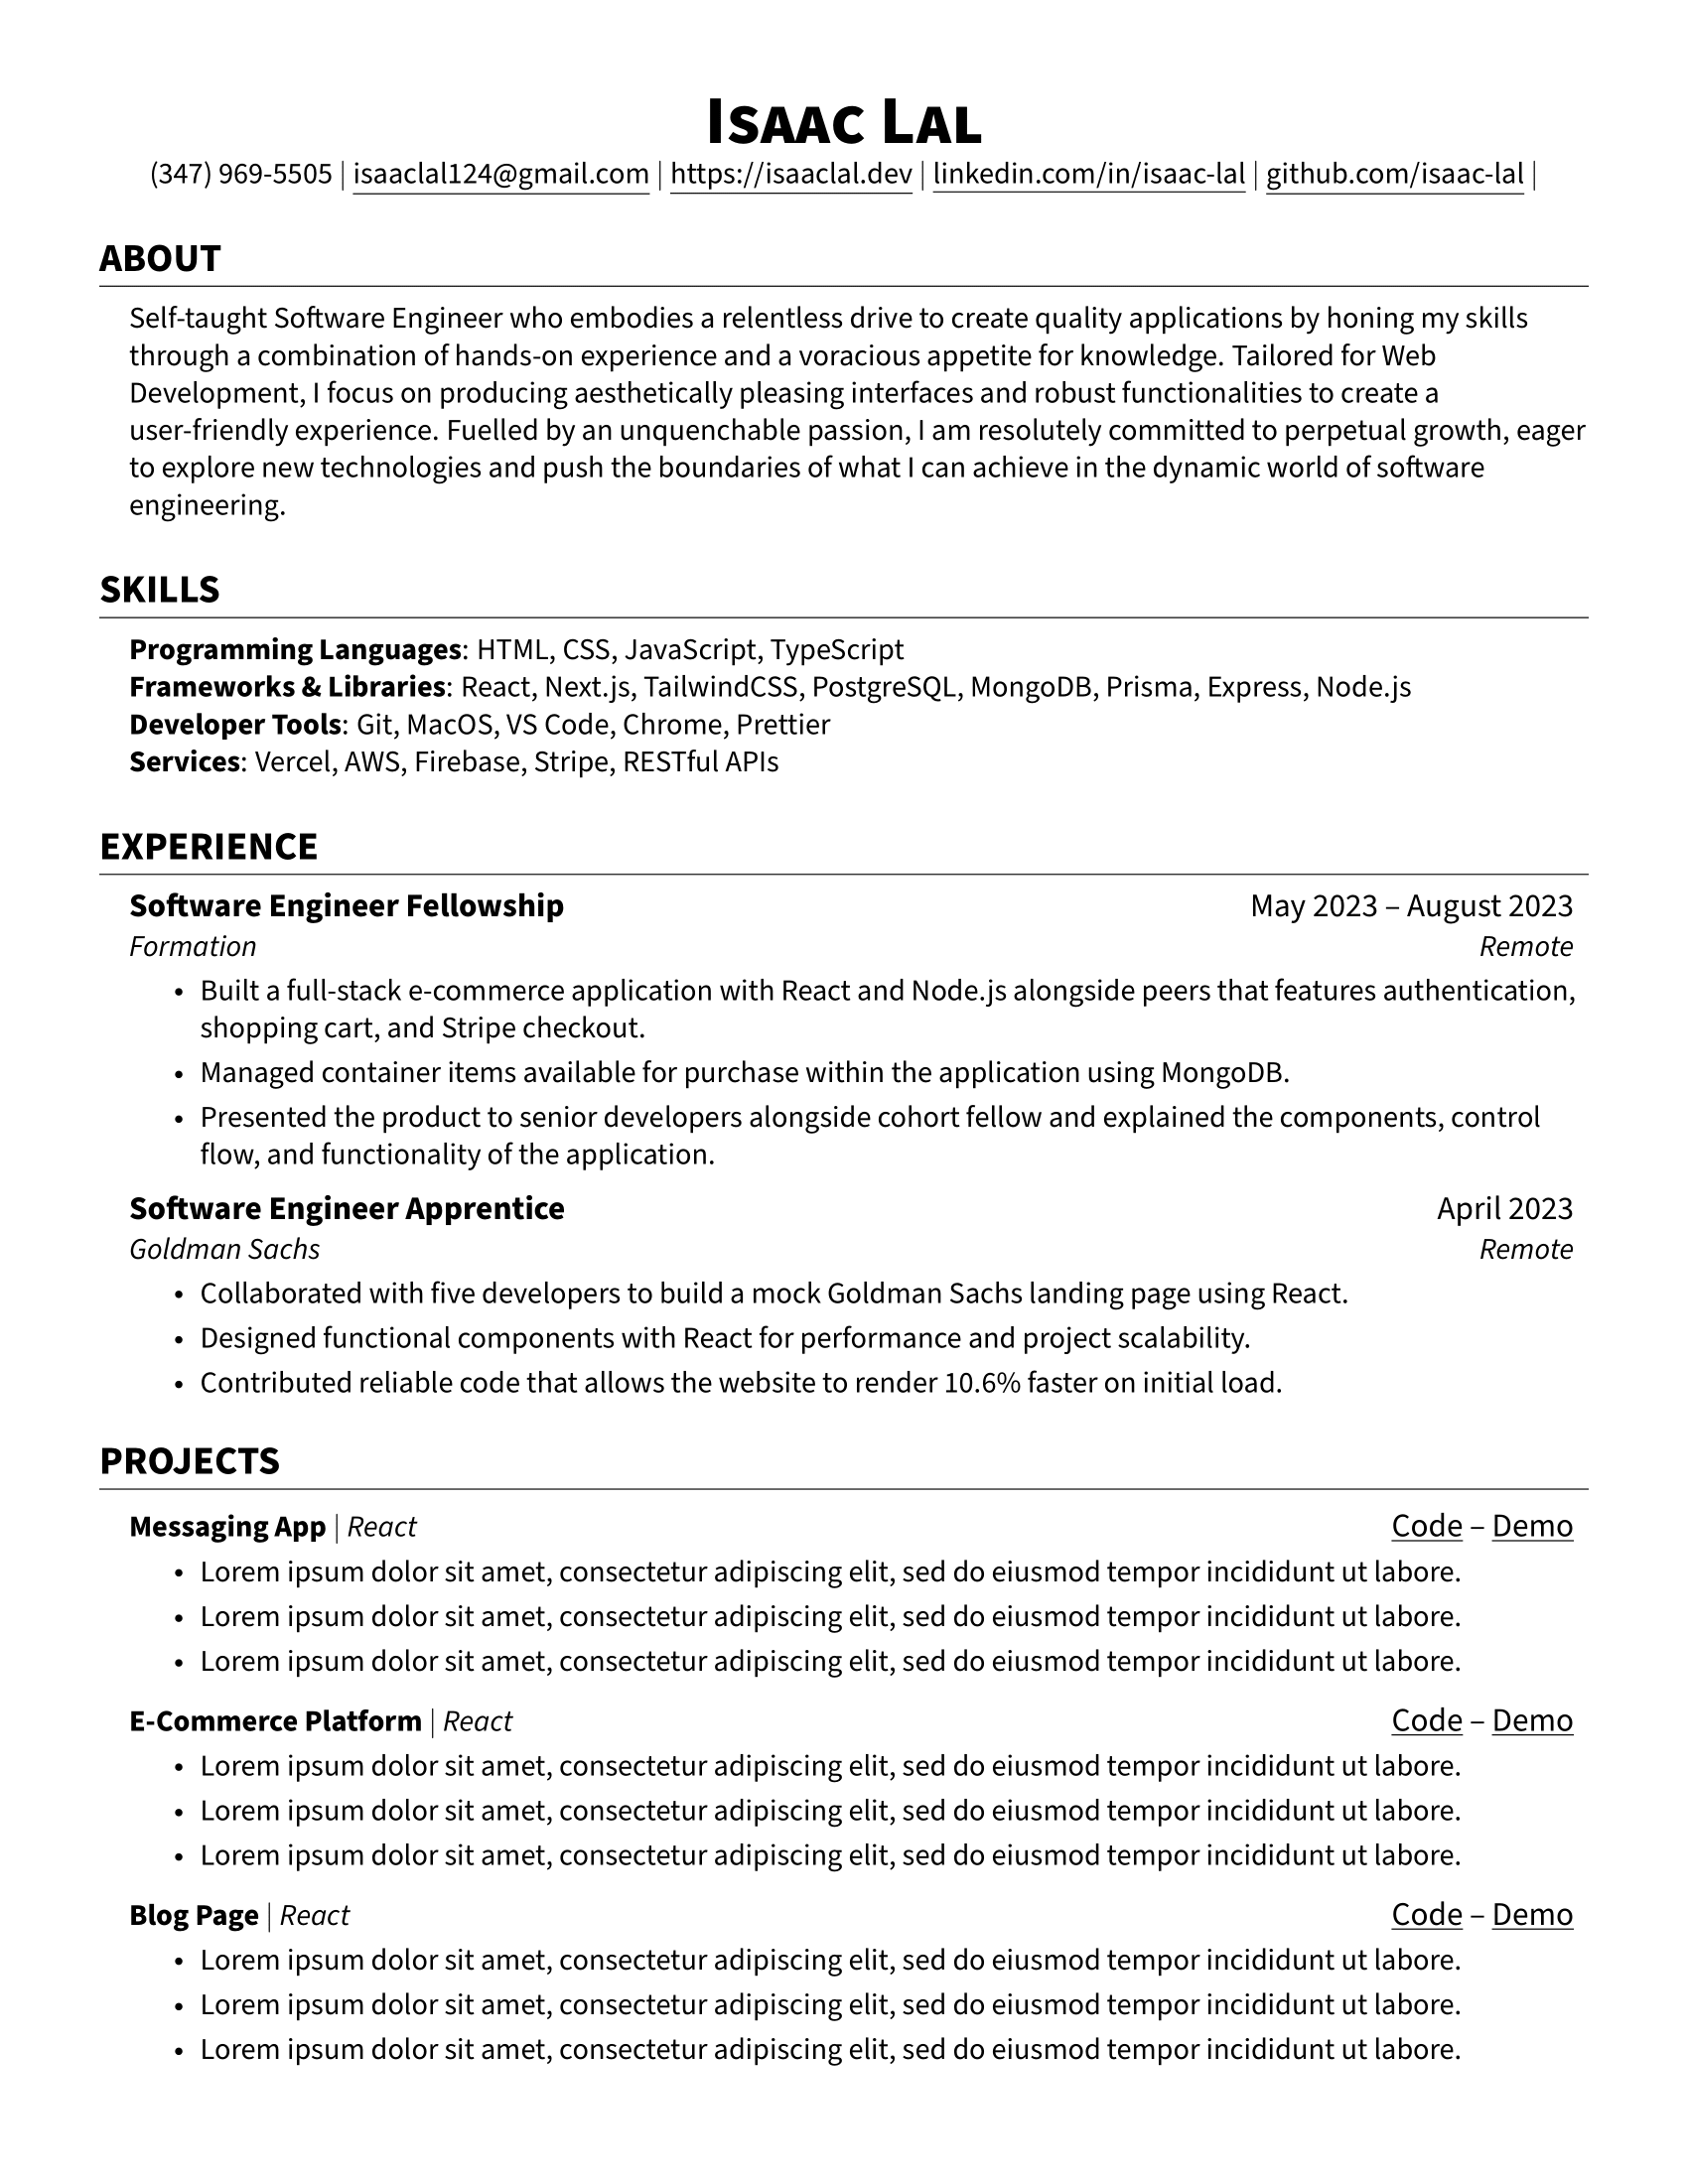 Isaac Lal
(347) 969-5505 | isaaclal124@gmail.com | https://isaaclal.dev | linkedin.com/in/isaac-lal | github.com/isaac-lal |
ABOUT
Self-taught Software Engineer who embodies a relentless drive to create quality applications by honing my skills
through a combination of hands-on experience and a voracious appetite for knowledge. Tailored for Web
Development, I focus on producing aesthetically pleasing interfaces and robust functionalities to create a
user-friendly experience. Fuelled by an unquenchable passion, I am resolutely committed to perpetual growth, eager
to explore new technologies and push the boundaries of what I can achieve in the dynamic world of software
engineering.
SKILLS
Programming Languages: HTML, CSS, JavaScript, TypeScript
Frameworks & Libraries: React, Next.js, TailwindCSS, PostgreSQL, MongoDB, Prisma, Express, Node.js
Developer Tools: Git, MacOS, VS Code, Chrome, Prettier
Services: Vercel, AWS, Firebase, Stripe, RESTful APIs
EXPERIENCE
Software Engineer Fellowship May 2023 – August 2023
Formation Remote
• Built a full-stack e-commerce application with React and Node.js alongside peers that features authentication,
shopping cart, and Stripe checkout.
• Managed container items available for purchase within the application using MongoDB.
• Presented the product to senior developers alongside cohort fellow and explained the components, control
flow, and functionality of the application.
Software Engineer Apprentice April 2023
Goldman Sachs Remote
• Collaborated with five developers to build a mock Goldman Sachs landing page using React.
• Designed functional components with React for performance and project scalability.
• Contributed reliable code that allows the website to render 10.6% faster on initial load.
PROJECTS
Messaging App | React Code – Demo
• Lorem ipsum dolor sit amet, consectetur adipiscing elit, sed do eiusmod tempor incididunt ut labore.
• Lorem ipsum dolor sit amet, consectetur adipiscing elit, sed do eiusmod tempor incididunt ut labore.
• Lorem ipsum dolor sit amet, consectetur adipiscing elit, sed do eiusmod tempor incididunt ut labore.
E-Commerce Platform | React Code – Demo
• Lorem ipsum dolor sit amet, consectetur adipiscing elit, sed do eiusmod tempor incididunt ut labore.
• Lorem ipsum dolor sit amet, consectetur adipiscing elit, sed do eiusmod tempor incididunt ut labore.
• Lorem ipsum dolor sit amet, consectetur adipiscing elit, sed do eiusmod tempor incididunt ut labore.
Blog Page | React Code – Demo
• Lorem ipsum dolor sit amet, consectetur adipiscing elit, sed do eiusmod tempor incididunt ut labore.
• Lorem ipsum dolor sit amet, consectetur adipiscing elit, sed do eiusmod tempor incididunt ut labore.
• Lorem ipsum dolor sit amet, consectetur adipiscing elit, sed do eiusmod tempor incididunt ut labore.